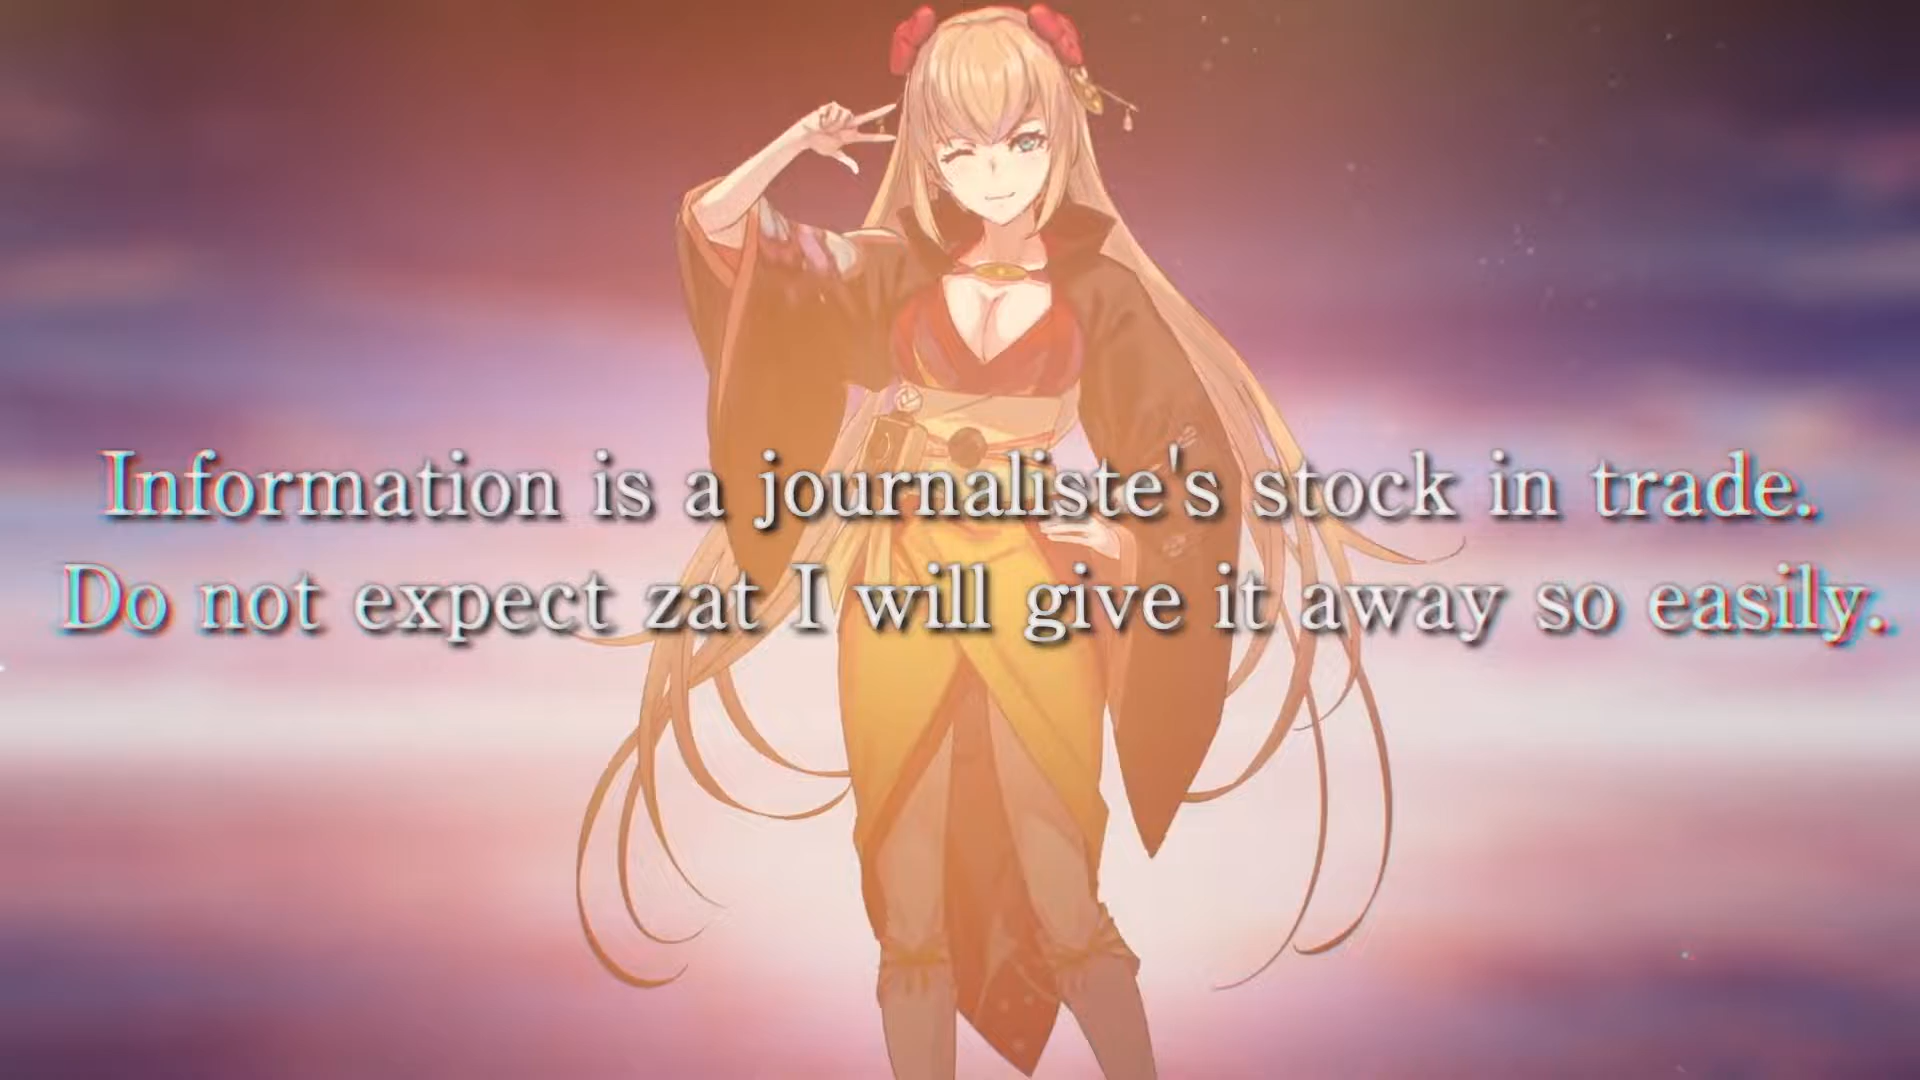 Information is a journaliste's stock in trade.
Do not expect zat I will give it away so easily.